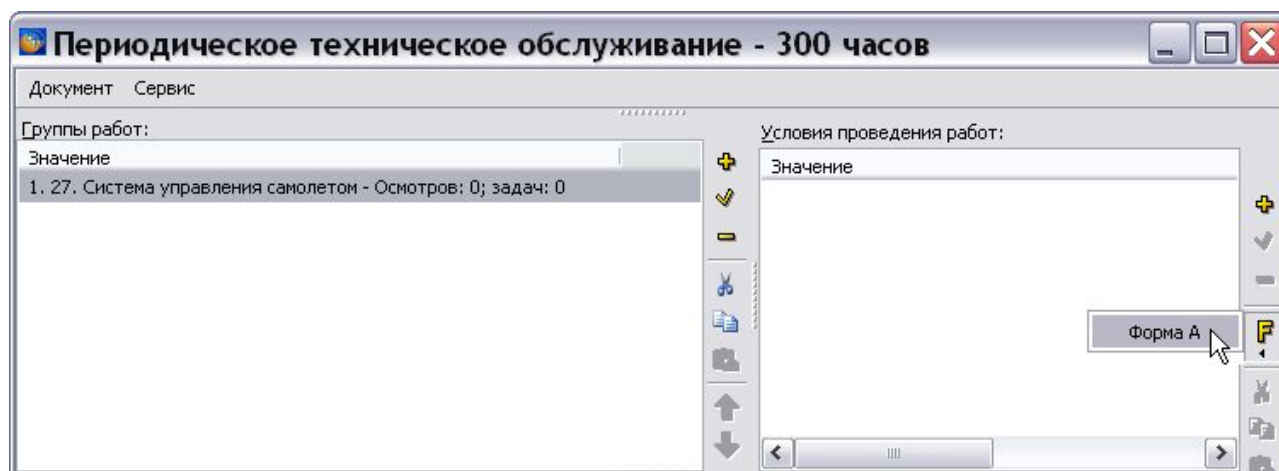 Периодическое техническое обслуживание - 300 часов
Документ Сервис
Группы работ:
Значение
1. 27. Система управления самолетом - Осмотров: 0; задач: 0
Условия проведения работ:
Значение
Форма А
F